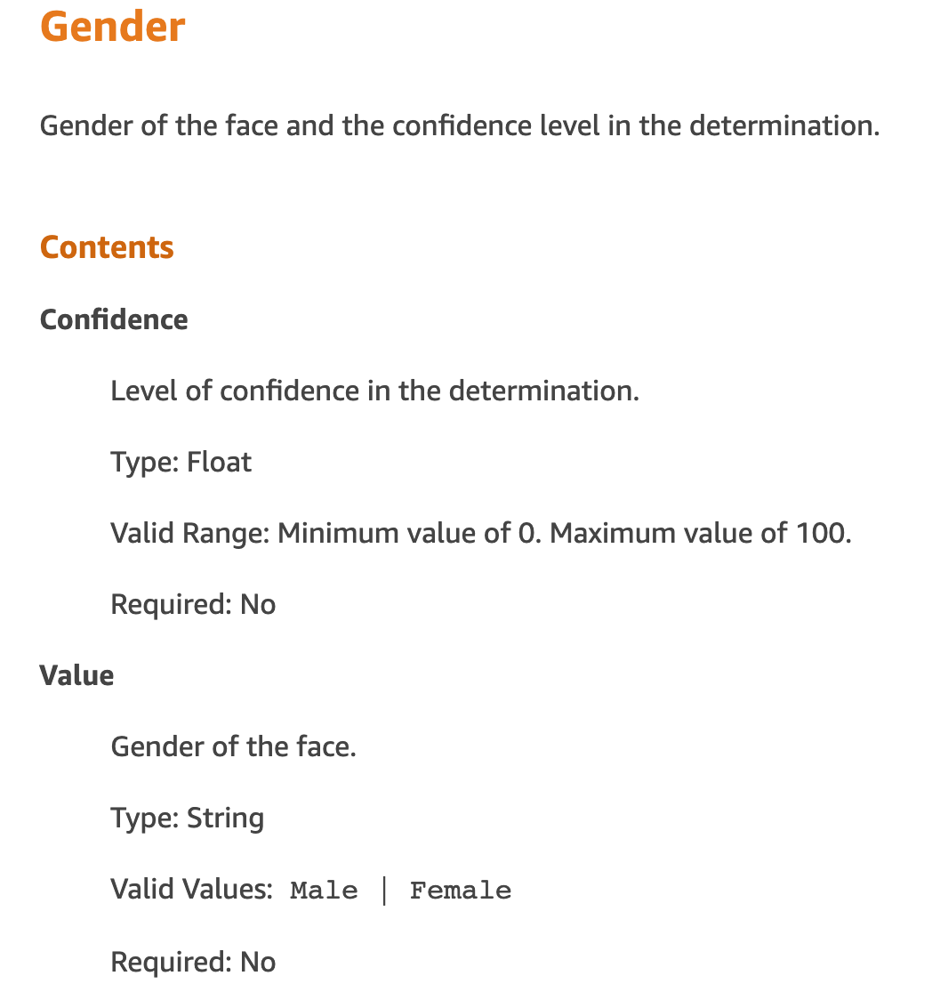 Gender
Gender of the face and the confidence level in the determination.
Contents
Confidence
Level of confidence in the determination.
Type: Float
Valid Range: Minimum value of 0. Maximum value of 100.
Required: No
Value
Gender of the face.
Type: String
Valid Values: Male | Female
Required: No